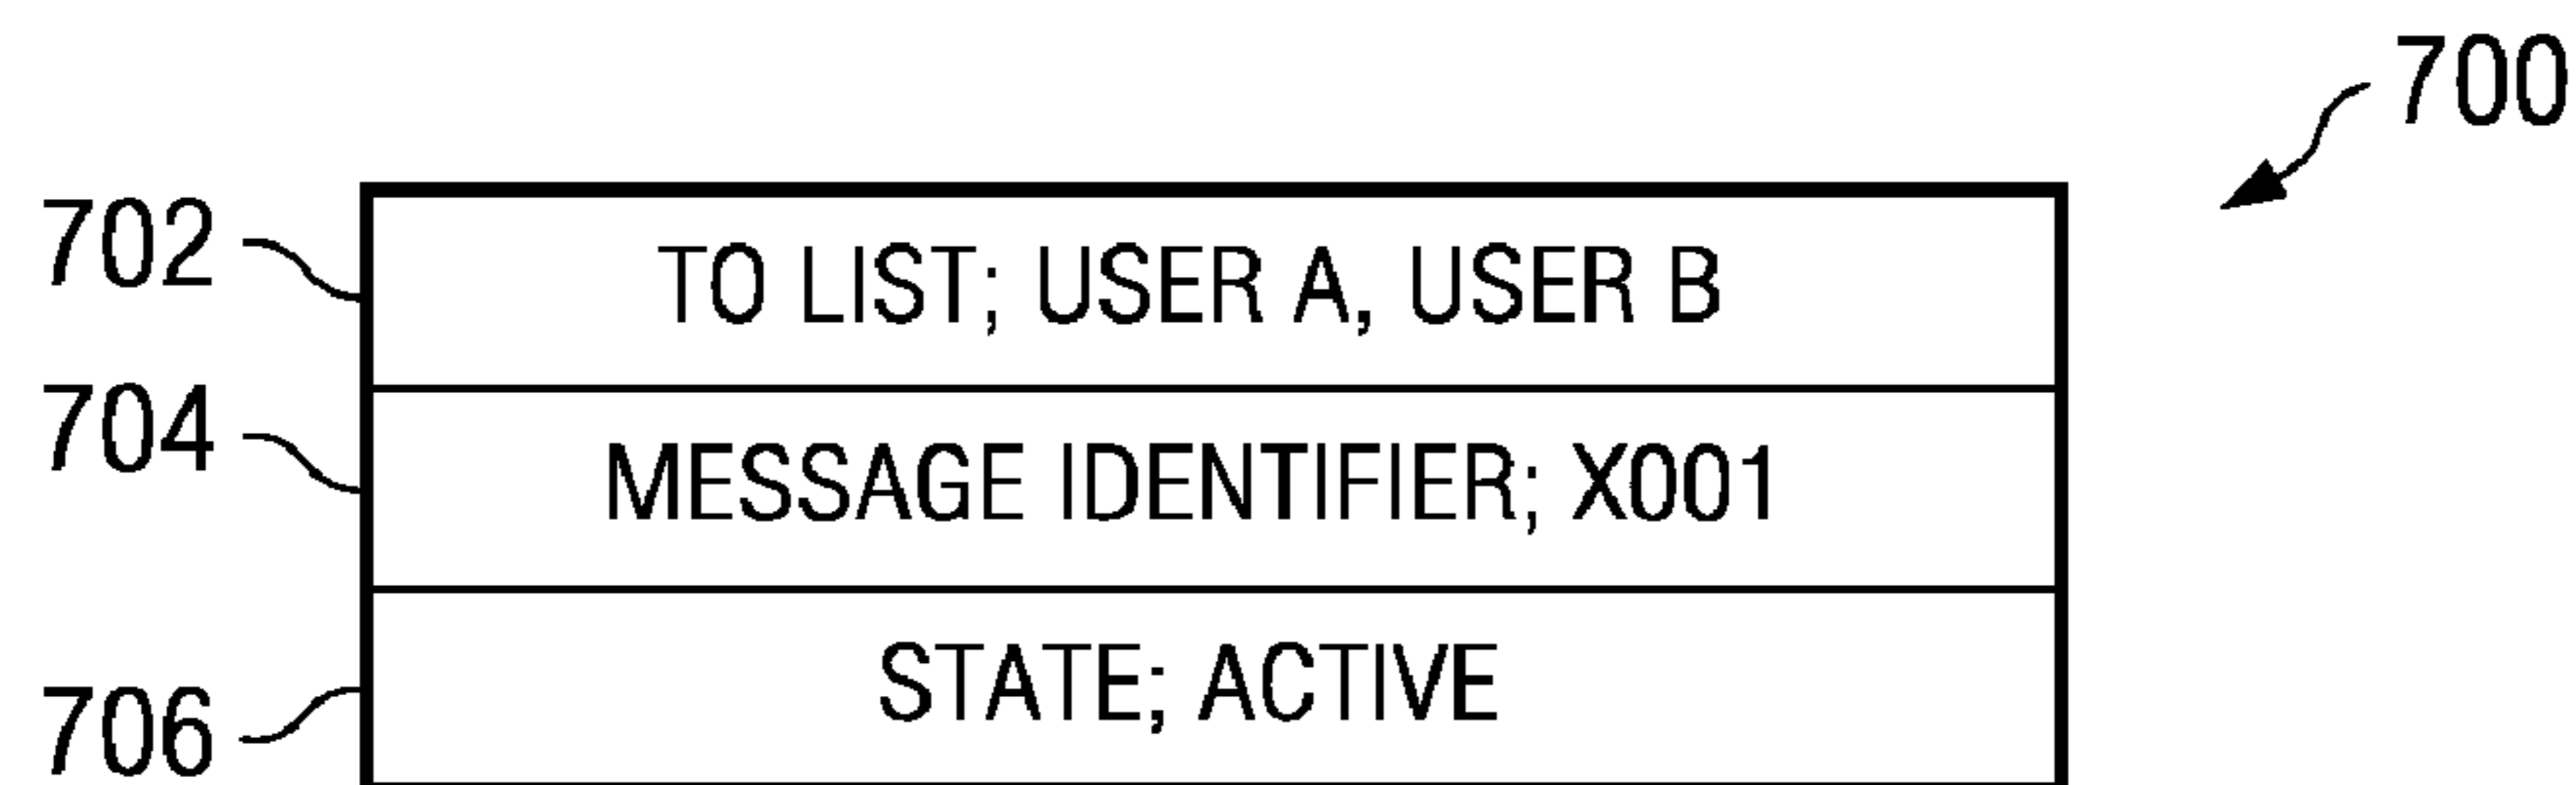 700
702 TO LIST; USER A, USER B
704 MESSAGE IDENTIFIER; X001
706 STATE; ACTIVE